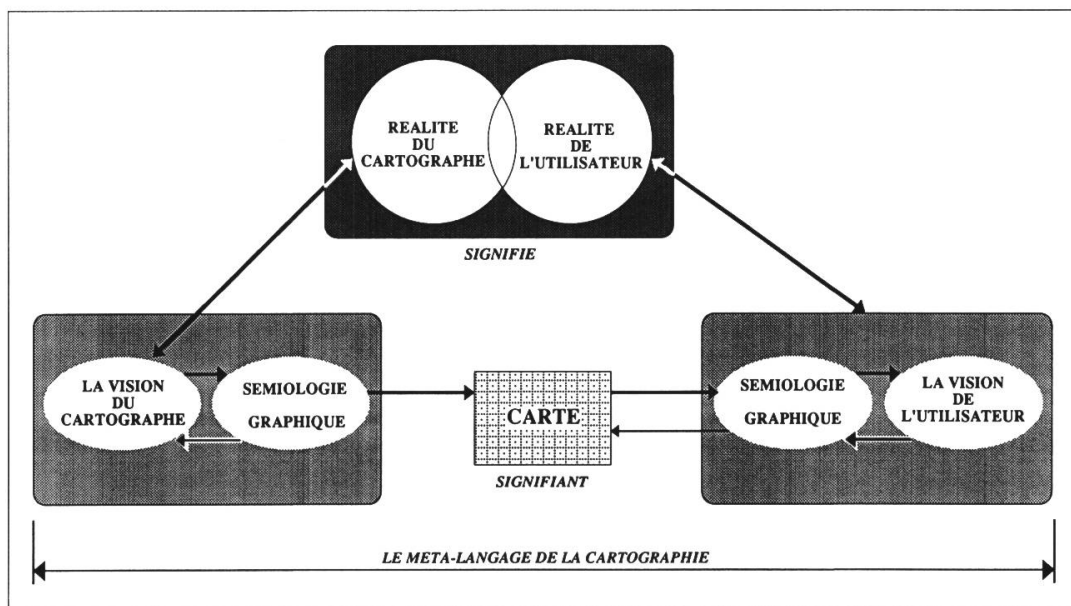 REALITE
DU
CARTOGRAPHE
REALITE
DE
L'UTILISATEUR
SIGNIFIE
LA VISION
DU
CARTOGRAPHE
SEMIOLOGIE
GRAPHIQUE
CARTE
SIGNIFIANT
SEMIOLOGIE
GRAPHIQUE
LA VISION
DE
L'UTILISATEUR
LE META-LANGAGE DE LA CARTOGRAPHIE